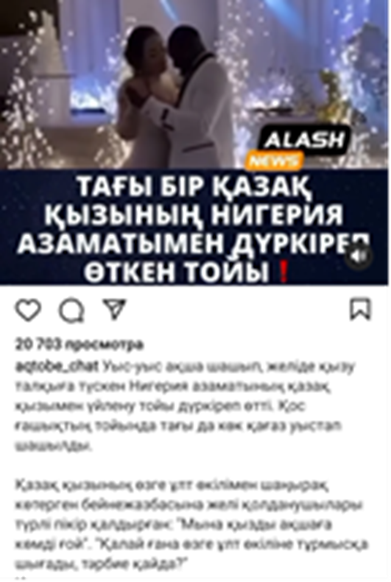 ALASH
NEWS
ТАҒЫ БІР ҚАЗАҚ
ҚЫЗЫНЫҢ НИГЕРИЯ
АЗАМАТЫМЕН ДҮРКІРЕП
ӨТКЕН ТОЙЫ❗
20 703 просмотра
aqtobe_chat Уыс-уыс ақша шашып, желіде қызу
талқыға түскен Нигерия азаматының қазақ
қызымен үйлену тойы дүркіреп өтті. Қос
ғашықтың тойында тағы да көк қағаз уыстап
шашылды.
Қазақ қызының өзге ұлт өкілімен шаңырақ
көтерген бейнежазбасына желі қолданушылары
түрлі пікір қалдырған: "Мына қызды ақшаға
көмді ғой". "Қалай ғана өзге ұлт өкіліне тұрмысқа
шығады, тәрбие қайда?"